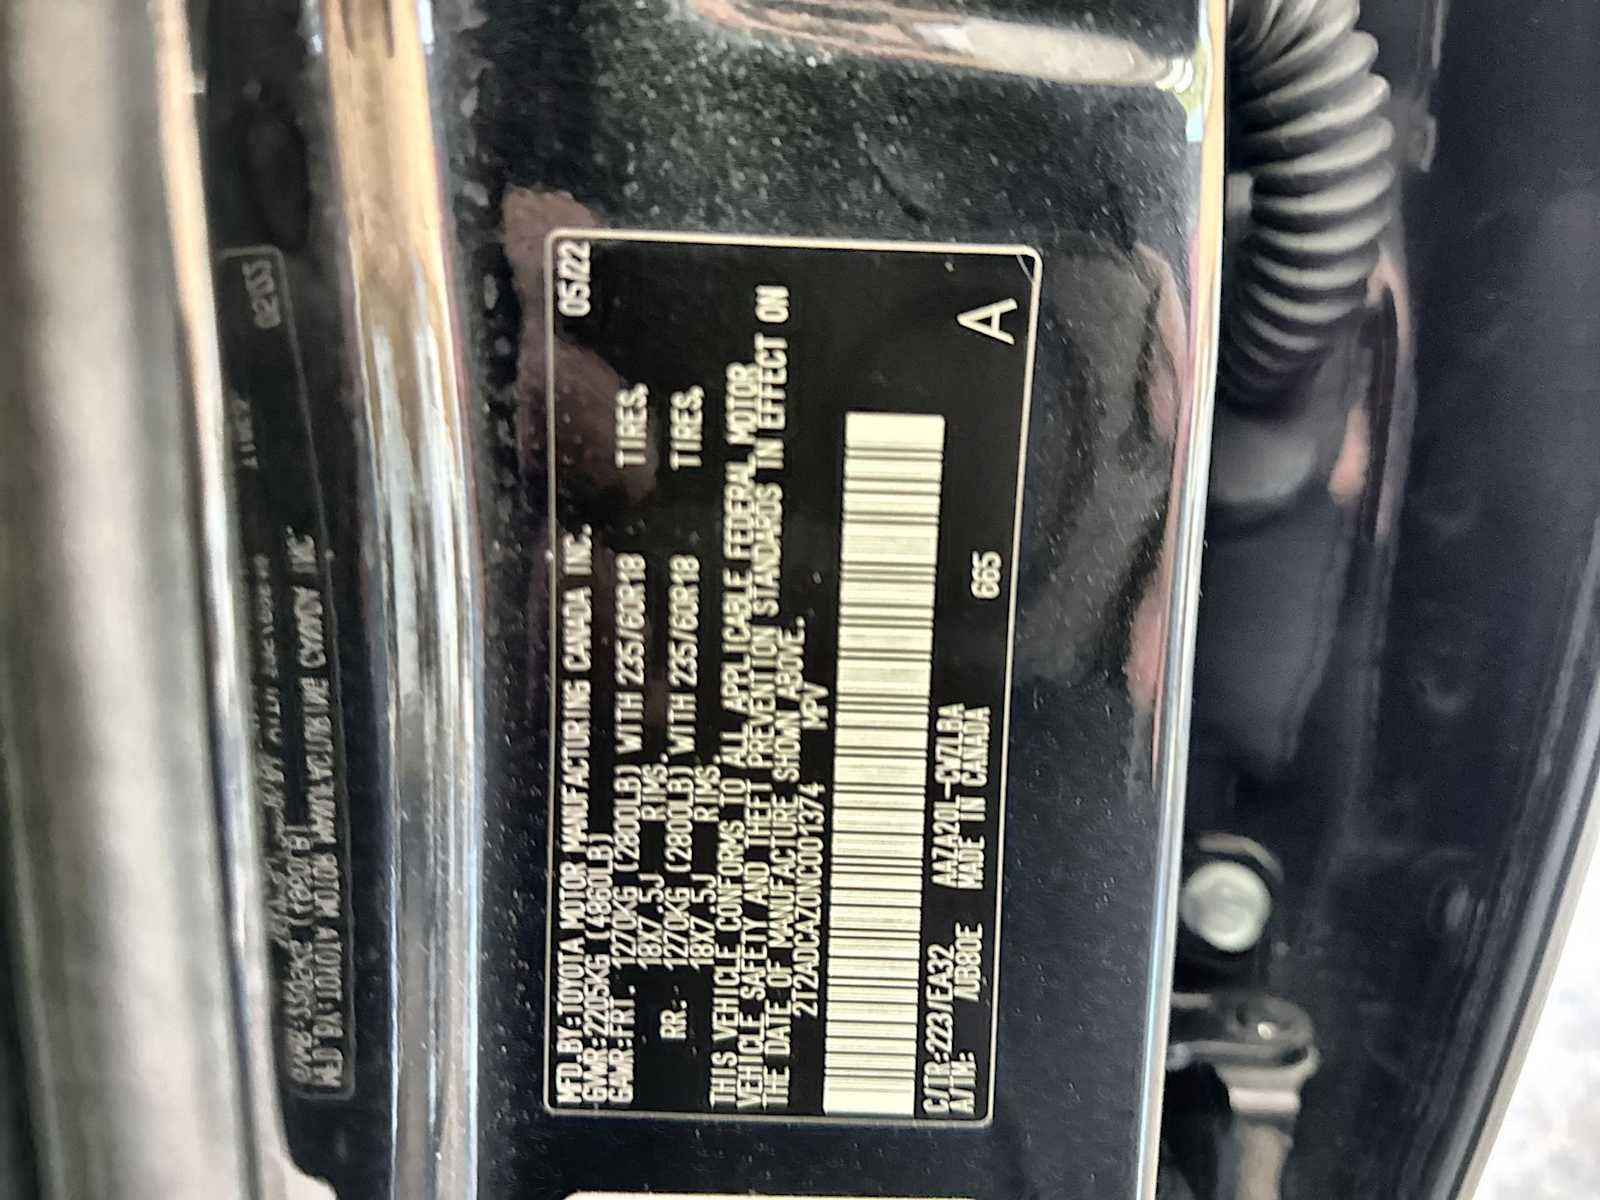 MFD.BY:TOYOTA MOTOR MANUFACTURING CANADA INC. 05/22
GVWR:2205KG (4860LB)
GAWR:FRT. 1270KG (2800LB) WITH 235/60R18 TIRES,
18X7.5J RIMS.
RR. 1270KG (2800LB) WITH 235/60R18 TIRES,
18X7.5J RIMS.
THIS VEHICLE CONFORMS TO ALL APPLICABLE FEDERAL MOTOR
VEHICLE SAFETY AND THEFT PREVENTION STANDARDS IN EFFECT ON
THE DATE OF MANUFACTURE SHOWN ABOVE.
2T2ADCAZ0NC001374 MPV
C/TR:223/EA32 AAZA20L-CWZLBA 665 A
A/TM: AUB80E MADE IN CANADA